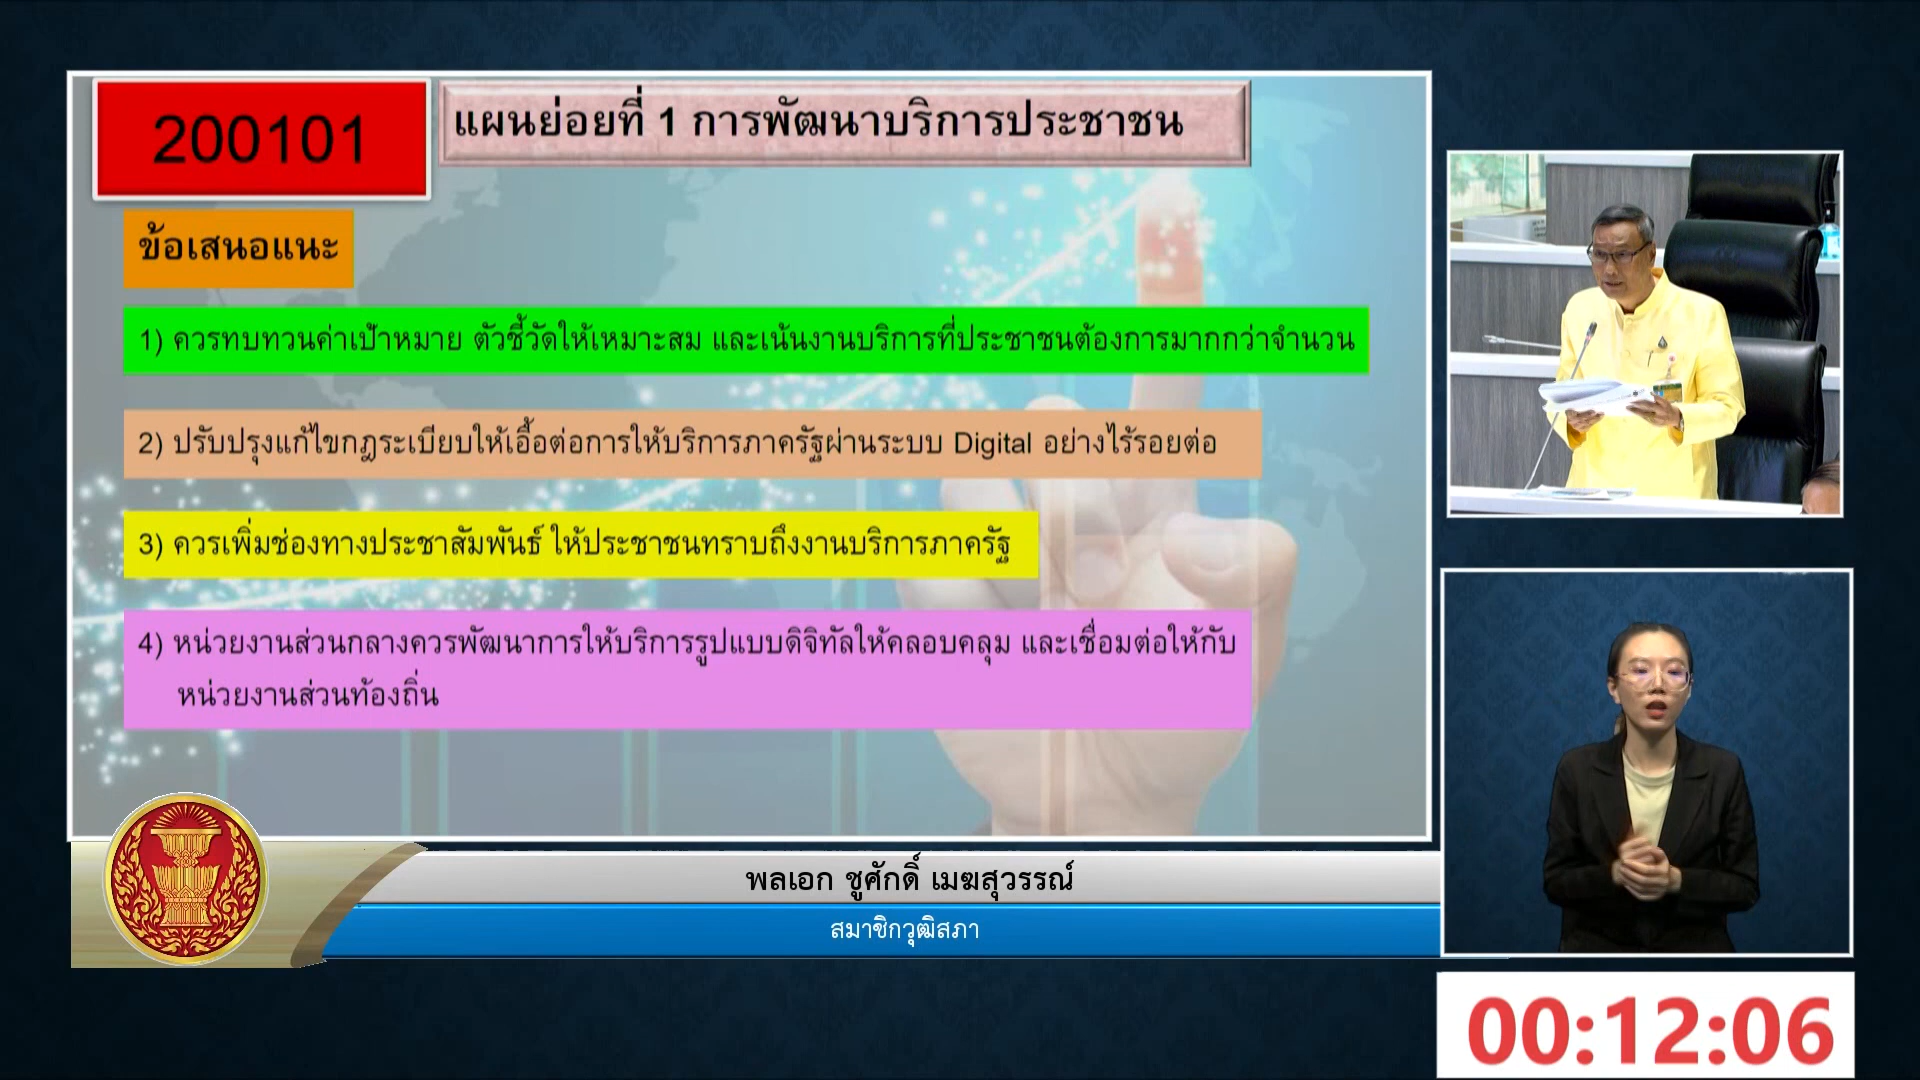 200101
แผนย่อยที่ 1 การพัฒนาบริการประชาชน
ข้อเสนอแนะ
1) ควรทบทวนค่าเป้าหมาย ตัวชี้วัดให้เหมาะสม และเน้นงานบริการที่ประชาชนต้องการมากกว่าจำนวน
2) ปรับปรุงแก้ไขกฎระเบียบให้เอื้อต่อการให้บริการภาครัฐผ่านระบบ Digital อย่างไร้รอยต่อ
3) ควรเพิ่มช่องทางประชาสัมพันธ์ ให้ประชาชนทราบถึงงานบริการภาครัฐ
4) หน่วยงานส่วนกลางควรพัฒนาการให้บริการรูปแบบดิจิทัลให้คลอบคลุม และเชื่อมต่อให้กับ
หน่วยงานส่วนท้องถิ่น
พลเอก ชูศักดิ์ เมฆสุวรรณ์
สมาชิกวุฒิสภา
00:12:06